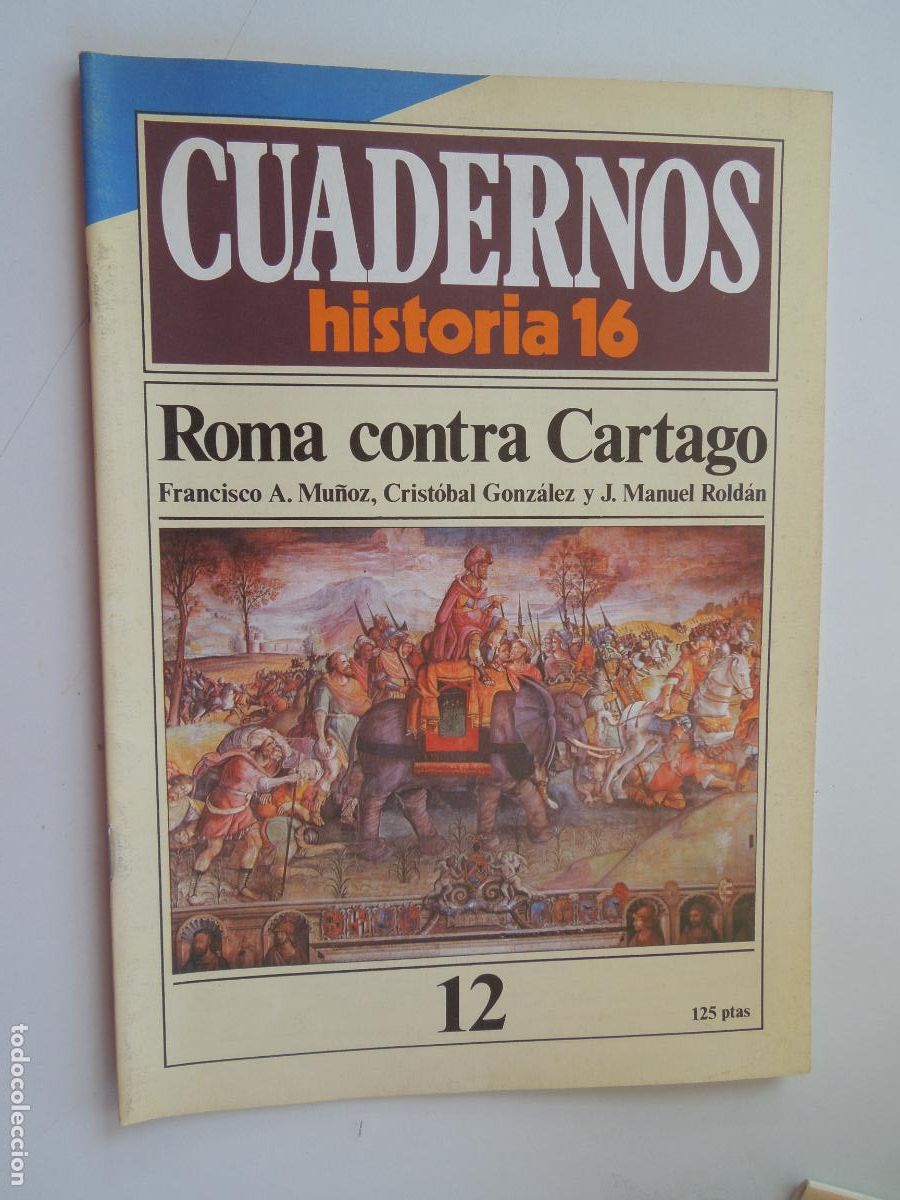 CUADERNOS
historia 16
Roma contra Cartago
Francisco A. Muñoz, Cristóbal González y J. Manuel Roldán
12
125 ptas
todocoleccion